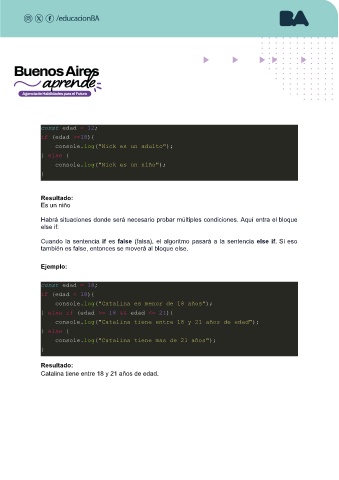 /educacionBA
BA
Buenos Aires
aprende
Agencia de Habilidades para el Futuro
const edad = 12;
if (edad >=18){
console.log("Nick es un adulto");
} else {
console.log("Nick es un niño");
}
Resultado:
Es un niño
Habrá situaciones donde será necesario probar múltiples condiciones. Aquí entra el bloque
else if.
Cuando la sentencia if es false (falsa), el algoritmo pasará a la sentencia else if. Si eso
también es false, entonces se moverá al bloque else.
Ejemplo:
const edad = 18;
if (edad < 18){
console.log("Catalina es menor de 18 años");
} else if (edad >= 18 && edad <= 21){
console.log("Catalina tiene entre 18 y 21 años de edad");
} else {
console.log("Catalina tiene mas de 21 años");
}
Resultado:
Catalina tiene entre 18 y 21 años de edad.